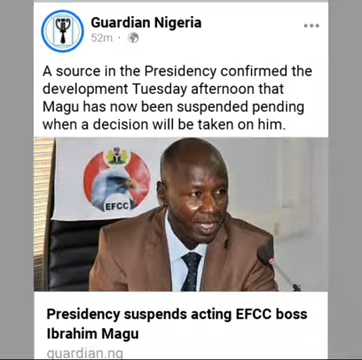 Guardian Nigeria
52m
A source in the Presidency confirmed the
development Tuesday afternoon that
Magu has now been suspended pending
when a decision will be taken on him.
EFCC
Presidency suspends acting EFCC boss
Ibrahim Magu
guardian.ng